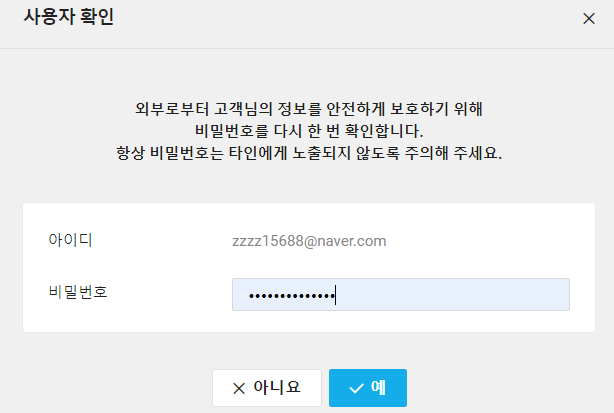 사용자 확인
외부로부터 고객님의 정보를 안전하게 보호하기 위해
비밀번호를 다시 한 번 확인합니다.
항상 비밀번호는 타인에게 노출되지 않도록 주의해 주세요.
아이디 zzzz15688@naver.com
비밀번호 ••••••••••••••
아니요 예